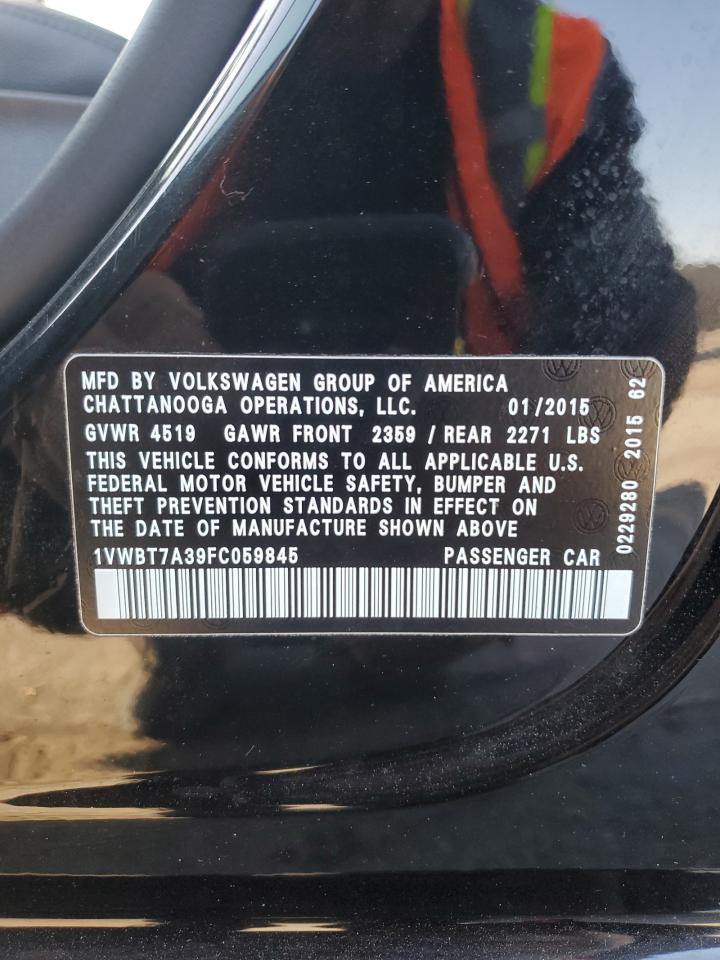 MFD BY VOLKSWAGEN GROUP OF AMERICA
CHATTANOOGA OPERATIONS, LLC. 01/2015
GVWR 4519 GAWR FRONT 2359 / REAR 2271 LBS
THIS VEHICLE CONFORMS TO ALL APPLICABLE U.S.
FEDERAL MOTOR VEHICLE SAFETY, BUMPER AND
THEFT PREVENTION STANDARDS IN EFFECT ON
THE DATE OF MANUFACTURE SHOWN ABOVE
1VWBT7A39FC059845 PASSENGER CAR
0229280 2015 62